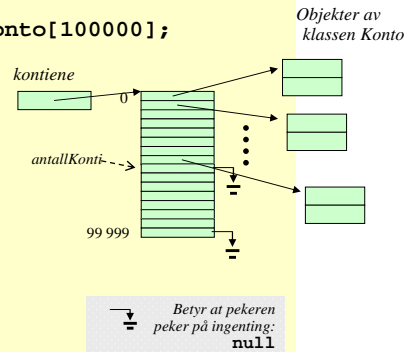 onto[100000];
Objekter av
klassen Konto
kontiene
0
antallKonti
99 999
Betyr at pekeren
peker på ingenting:
null